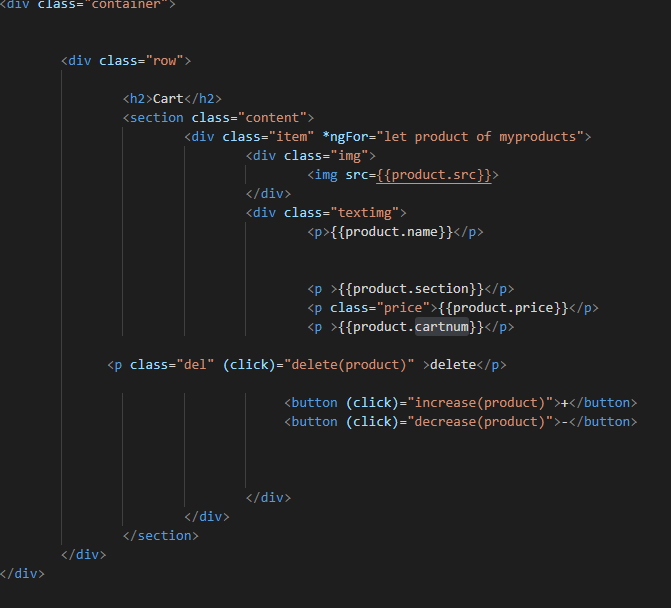 <div class="container">
<div class="row">
<h2>Cart</h2>
<section class="content">
<div class="item" *ngFor="let product of myproducts">
<div class="img">
<img src={{product.src}}>
</div>
<div class="textimg">
<p>{{product.name}}</p>
<p >{{product.section}}</p>
<p class="price">{{product.price}}</p>
<p >{{product.cartnum}}</p>
<p class="del" (click)="delete(product)" >delete</p>
<button (click)="increase(product)">+</button>
<button (click)="decrease(product)">-</button>
</div>
</div>
</section>
</div>
</div>